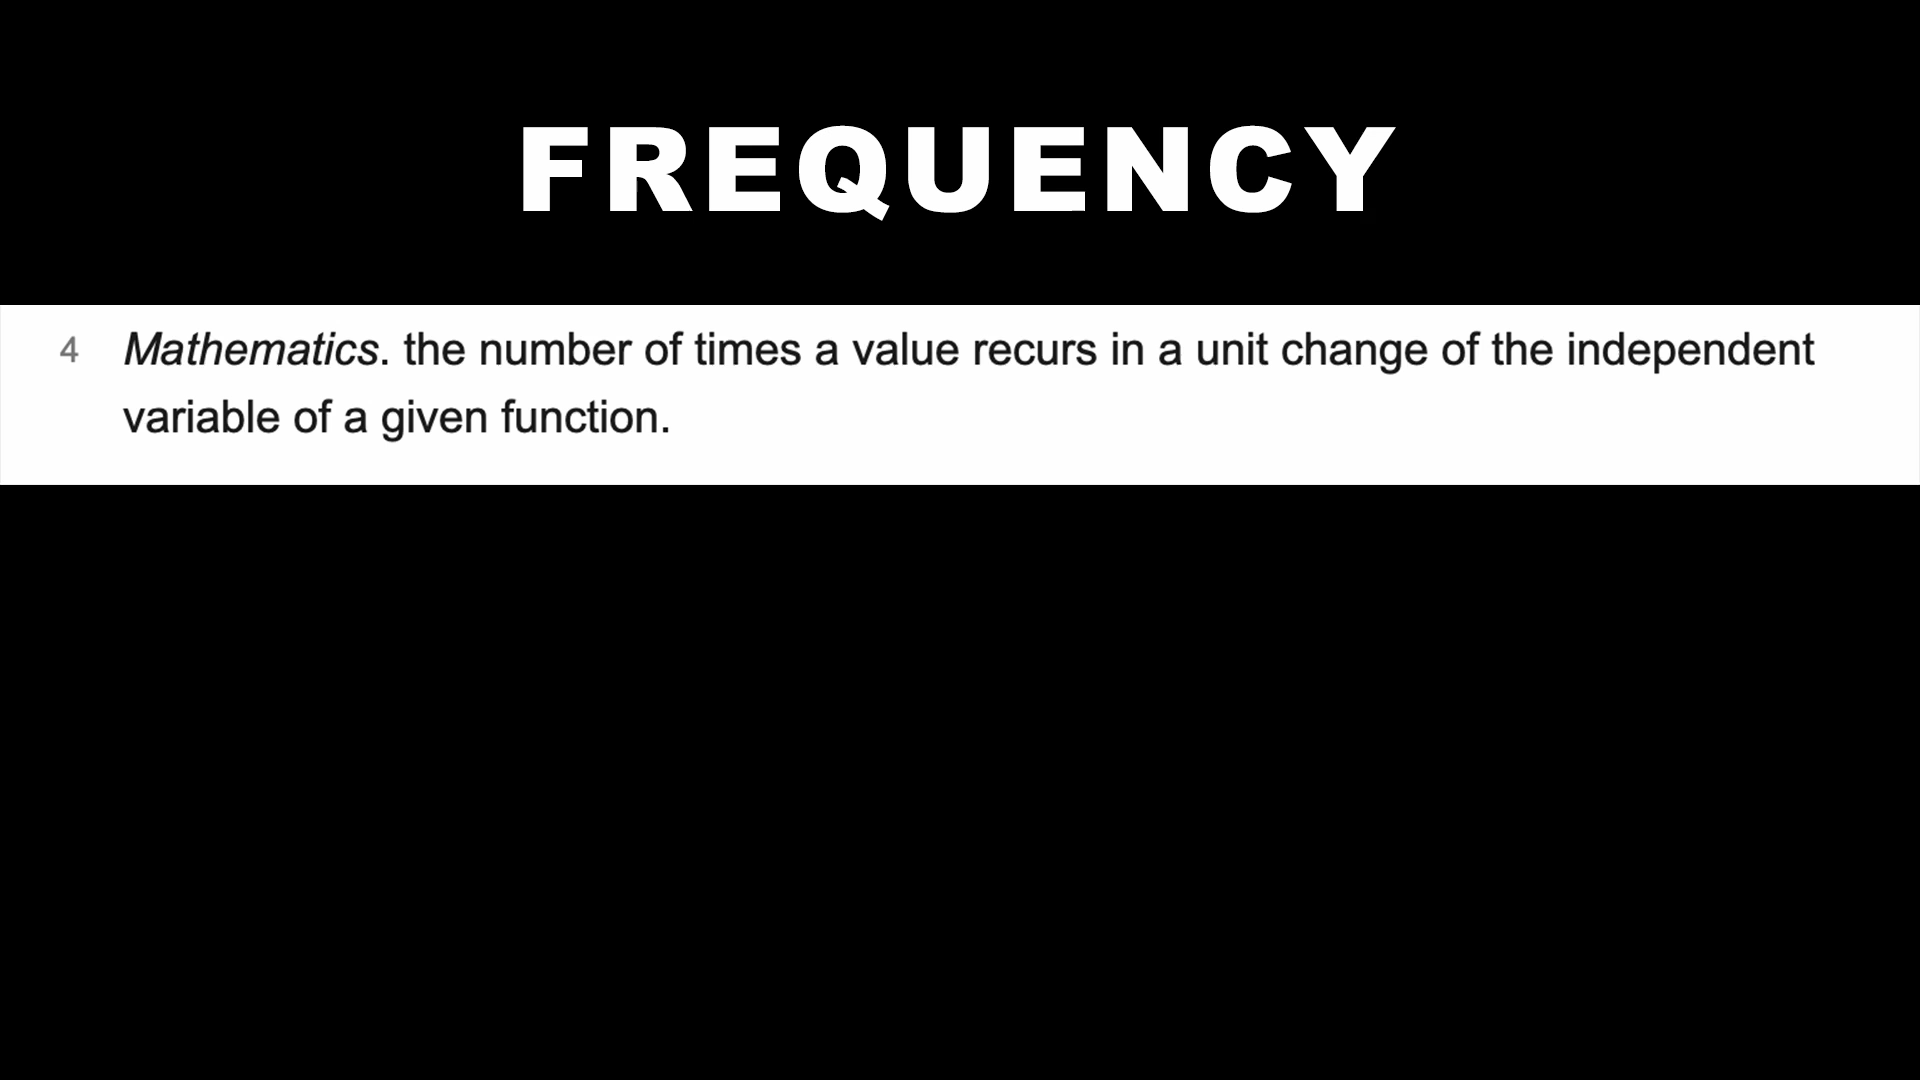 FREQUENCY
4 Mathematics. the number of times a value recurs in a unit change of the independent
variable of a given function.